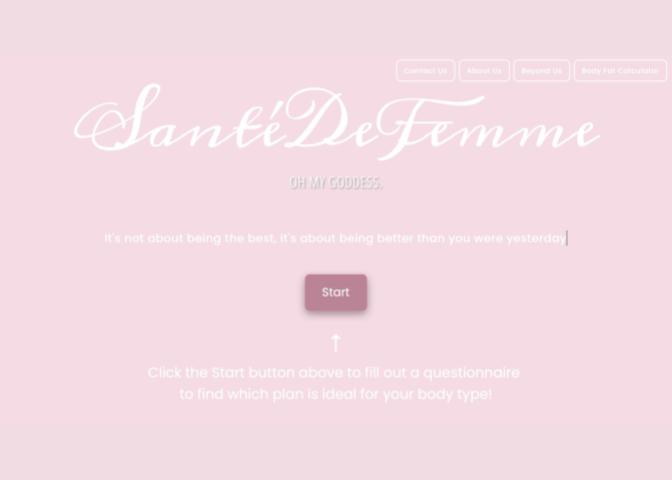 Contact Us
About Us
Beyond Us
Body Fat Calculator
SantéDeFemme
OH MY GODDESS.
It's not about being the best, it's about being better than you were yesterday
Start
↑
Click the Start button above to fill out a questionnaire
to find which plan is ideal for your body type!